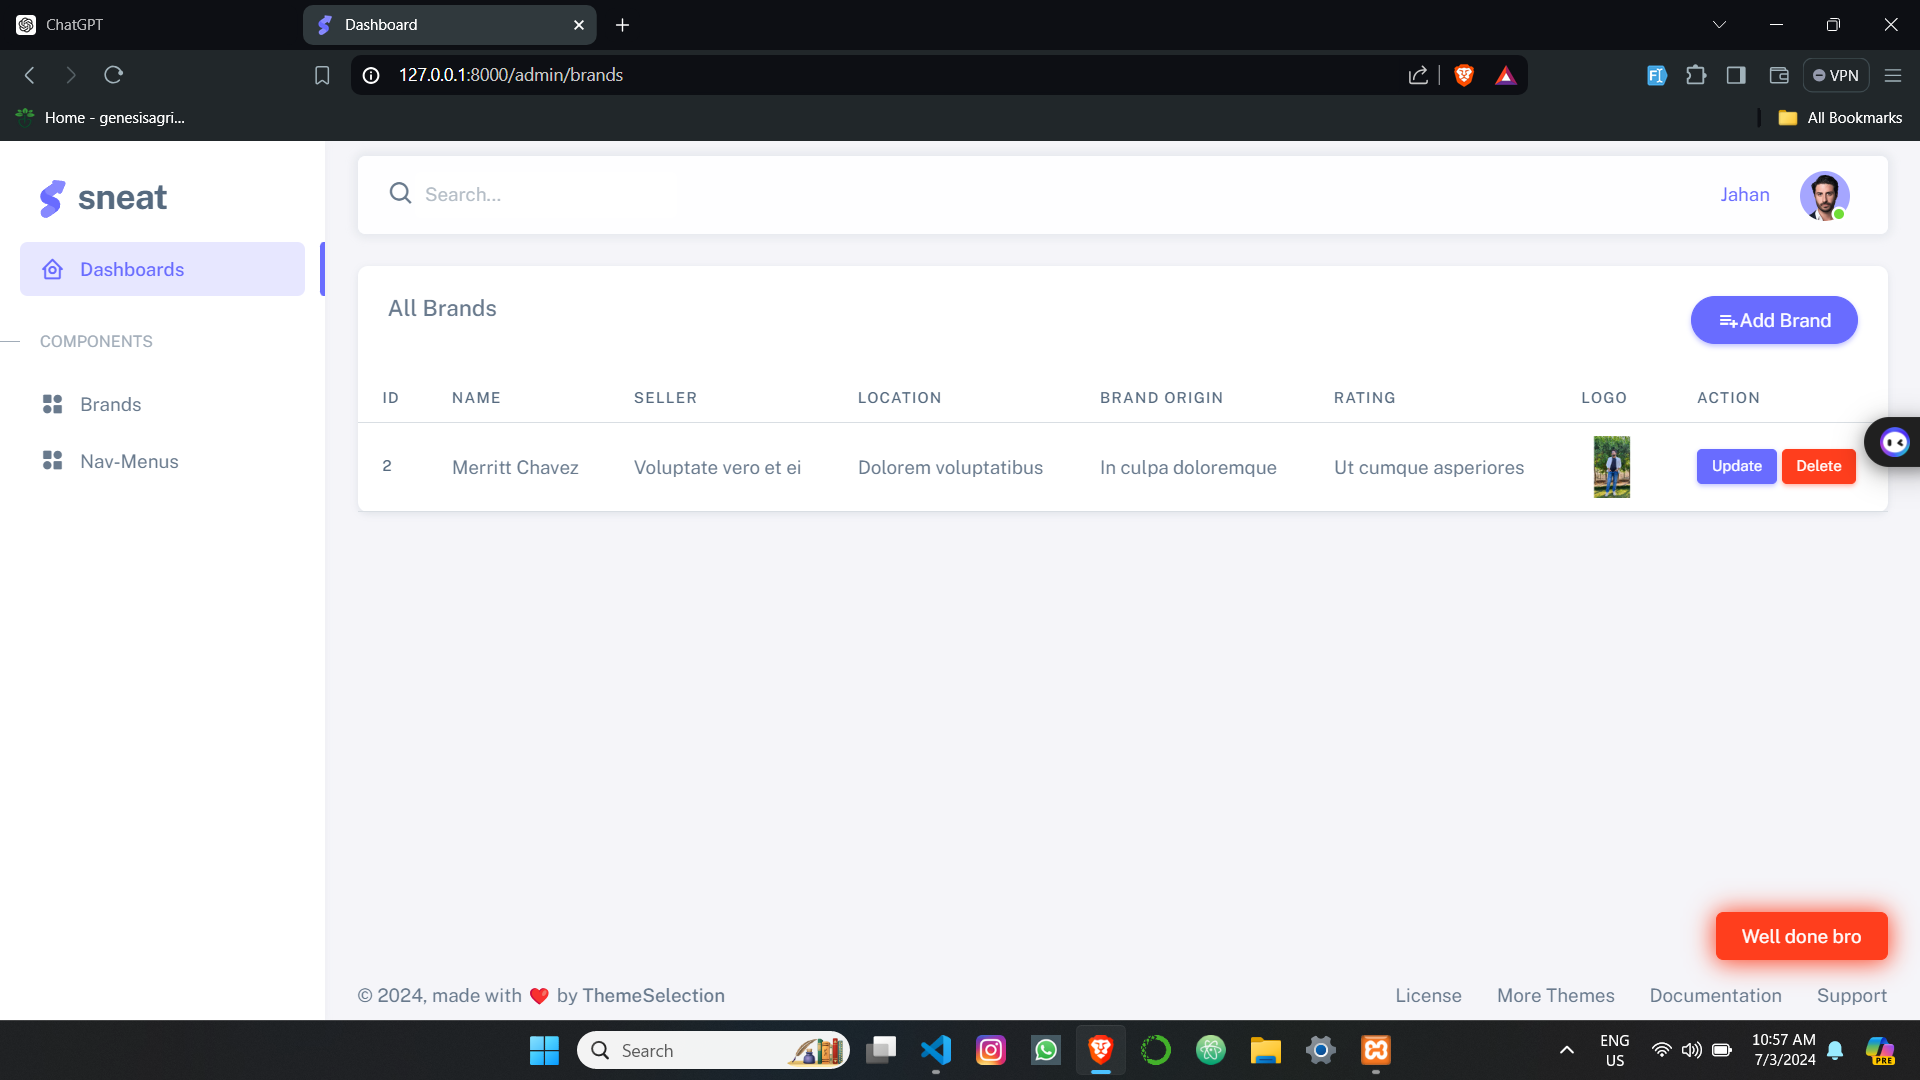 ChatGPT
Dashboard
127.0.0.1:8000/admin/brands
VPN
Home - genesisagri...
All Bookmarks
sneat
Search...
Jahan
Dashboards
COMPONENTS
Brands
Nav-Menus
All Brands
Add Brand
ID NAME SELLER LOCATION BRAND ORIGIN RATING LOGO ACTION
2 Merritt Chavez Voluptate vero et ei Dolorem voluptatibus In culpa doloremque Ut cumque asperiores Update Delete
Well done bro
© 2024, made with ❤️ by ThemeSelection
License More Themes Documentation Support
Search
ENG
US
10:57 AM
7/3/2024
PRE